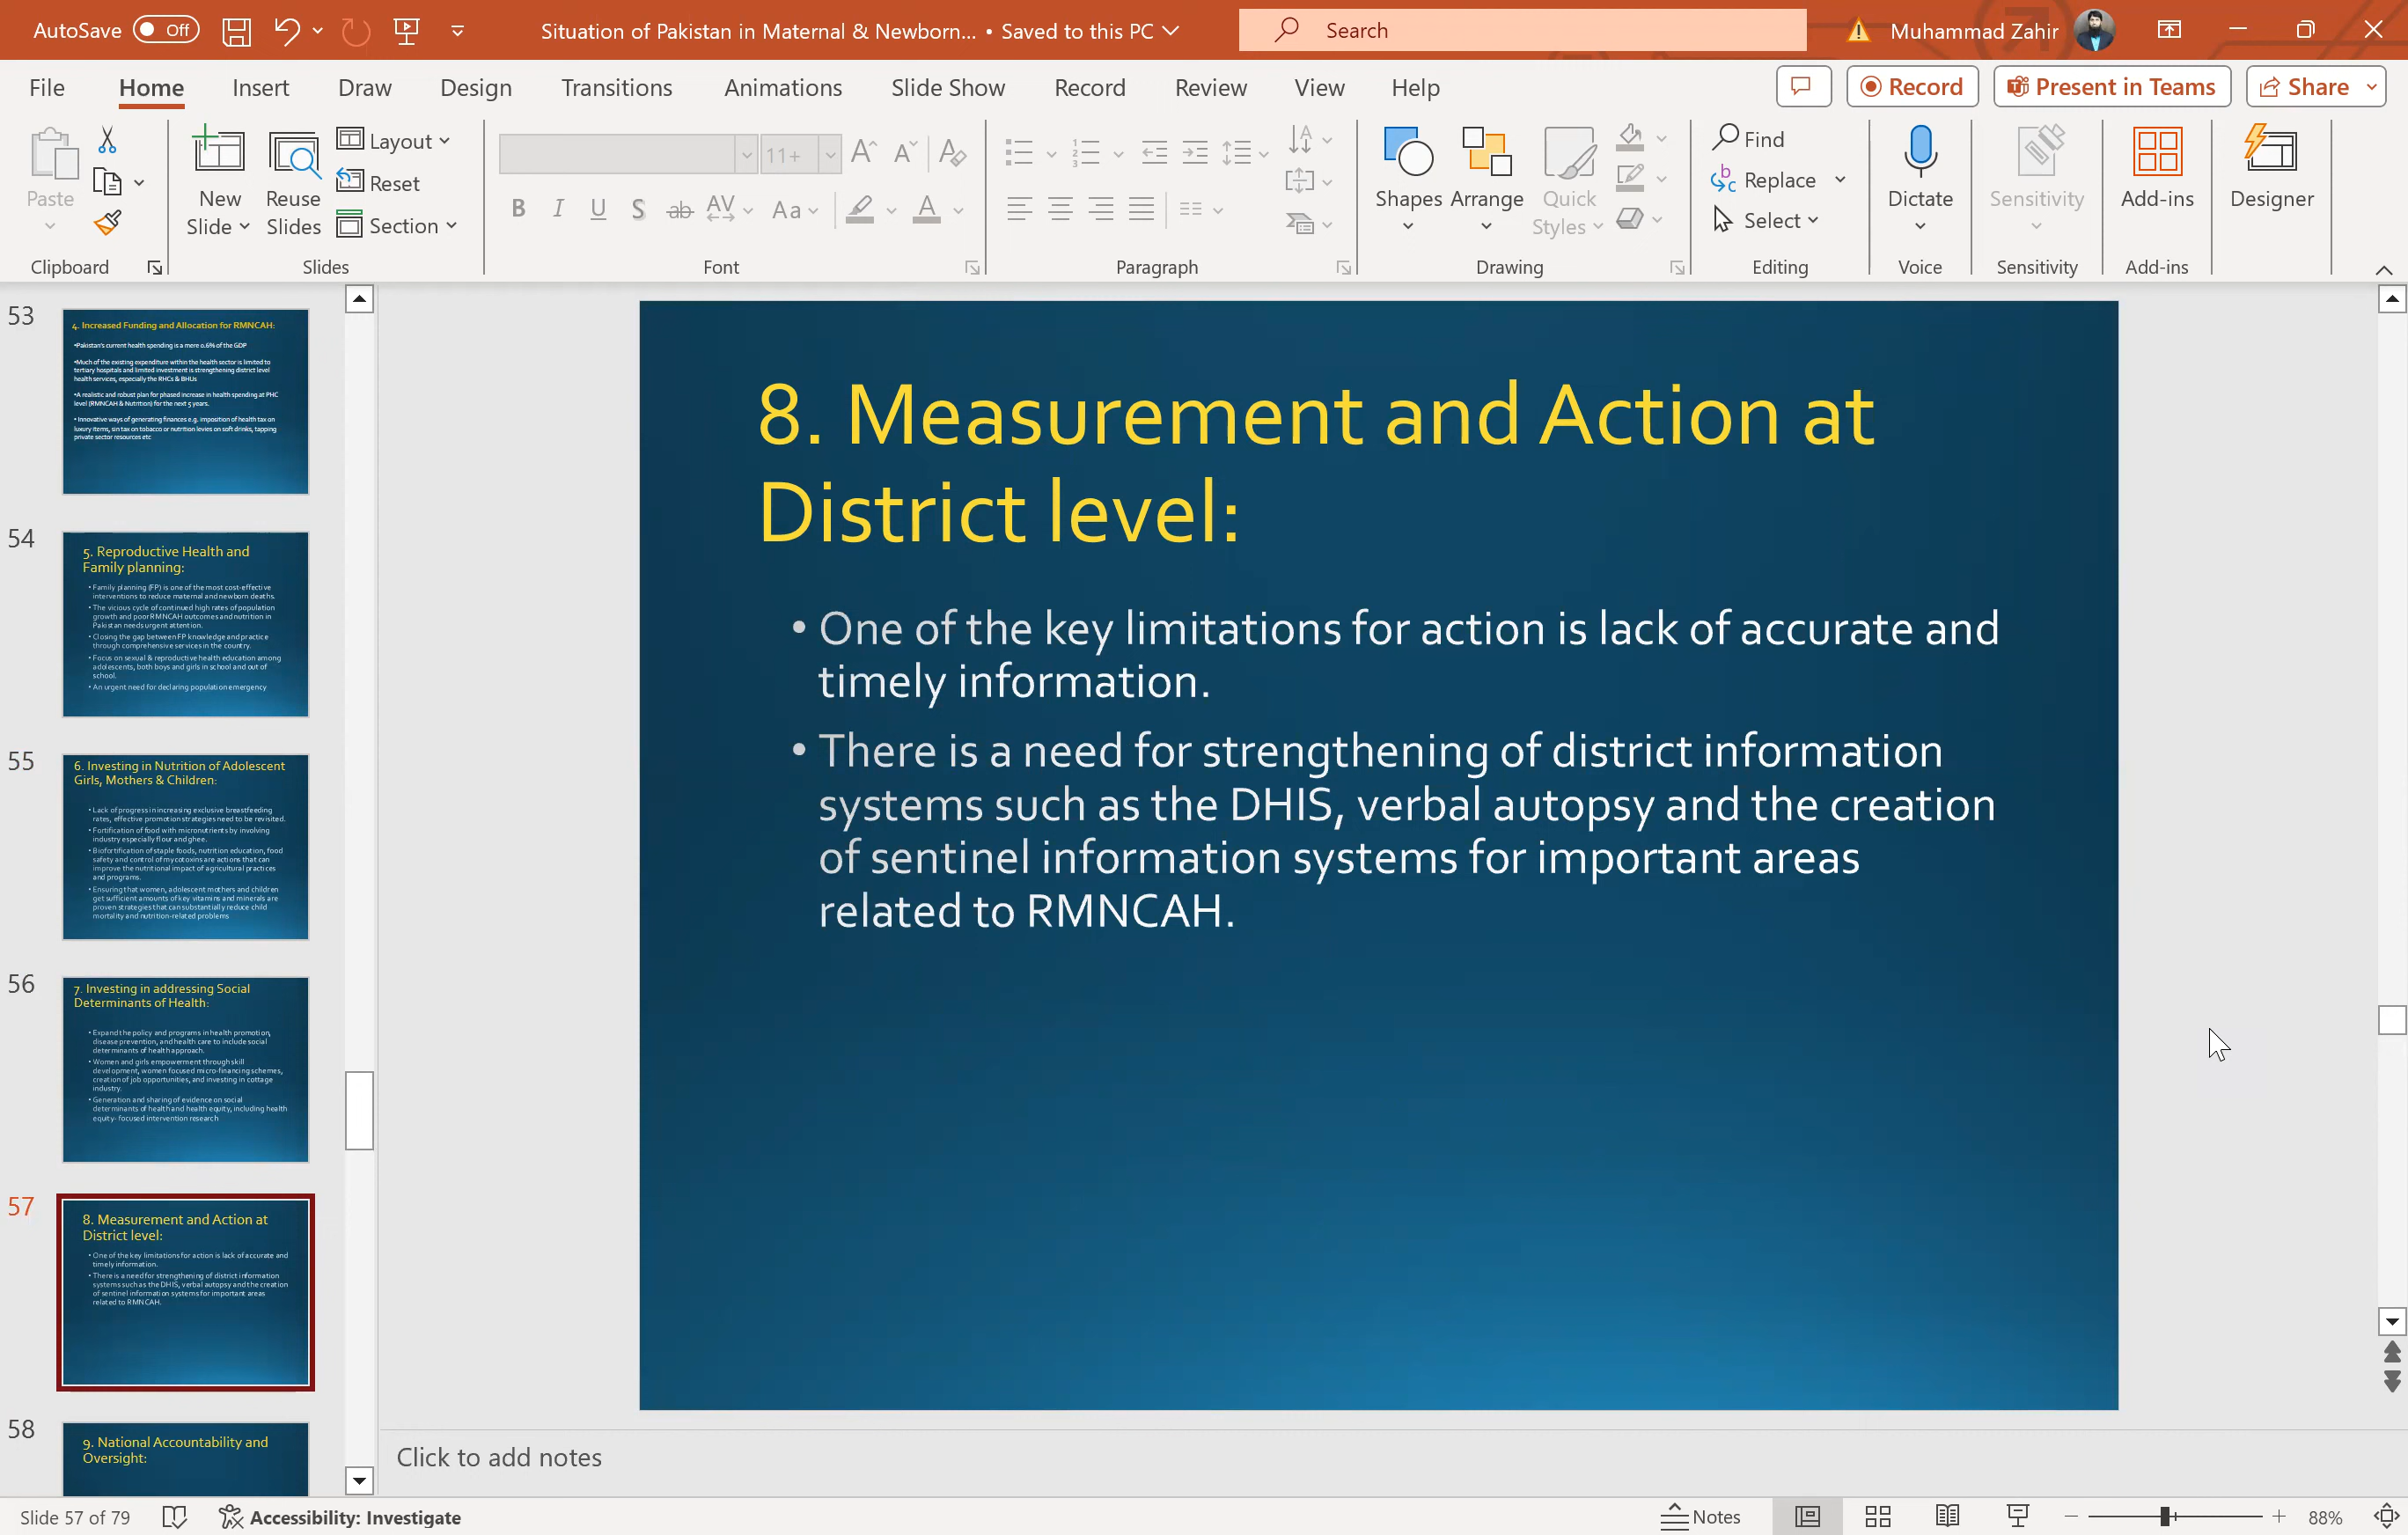 AutoSave Off Situation of Pakistan in Maternal & Newborn... • Saved to this PC Search Muhammad Zahir
File Home Insert Draw Design Transitions Animations Slide Show Record Review View Help Record Present in Teams Share
Paste
New Slide
Reuse Slides
Layout
Reset
Section
11+
B I U S ab AV Aa A
Shapes Arrange Quick Styles
Find
Replace
Select
Dictate Sensitivity Add-ins Designer
Clipboard Slides Font Paragraph Drawing Editing Voice Sensitivity Add-ins
53
4. Increased Funding and Allocation for RMNCAH:
•Pakistan's current health spending is a mere 0.6% of the GDP
•Much of the existing expenditure within the health sector is limited to
tertiary hospitals and limited investment is strengthening district level
health services, especially the RHCs & BHUs
•A realistic and robust plan for phased increase in health spending at PHC
level (RMNCAH & Nutrition) for the next 5 years.
• Innovative ways of generating finances e.g. imposition of health tax on
luxury items, sin tax on tobacco or nutrition levies on soft drinks, tapping
private sector resources etc
54
5. Reproductive Health and
Family planning:
• Family planning (FP) is one of the most cost-effective
interventions to reduce maternal and newborn deaths.
• The vicious cycle of continued high rates of population
growth and poor RMNCAH outcomes and nutrition in
Pakistan needs urgent attention.
• Closing the gap between FP knowledge and practice
through comprehensive services in the country.
• Focus on sexual & reproductive health education among
adolescents, both boys and girls in school and out of
school.
• An urgent need for declaring population emergency
55
6. Investing in Nutrition of Adolescent
Girls, Mothers & Children:
• Lack of progress in increasing exclusive breastfeeding
rates, effective promotion strategies need to be revisited.
• Fortification of food with micronutrients by involving
industry especially flour and ghee.
• Biofortification of staple foods, nutrition education, food
safety and control of mycotoxins are actions that can
improve the nutritional impact of agricultural practices
and programs.
• Ensuring that women, adolescent mothers and children
get sufficient amounts of key vitamins and minerals are
proven strategies that can substantially reduce child
mortality and nutrition-related problems
56
7. Investing in addressing Social
Determinants of Health:
• Expand the policy and programs in health promotion,
disease prevention, and health care to include social
determinants of health approach.
• Women and girls empowerment through skill
development, women focused micro-financing schemes,
creation of job opportunities, and investing in cottage
industry.
• Generation and sharing of evidence on social
determinants of health and health equity, including health
equity- focused intervention research
57
8. Measurement and Action at
District level:
• One of the key limitations for action is lack of accurate and
timely information.
• There is a need for strengthening of district information
systems such as the DHIS, verbal autopsy and the creation
of sentinel information systems for important areas
related to RMNCAH.
58
9. National Accountability and
Oversight:
8. Measurement and Action at
District level:
• One of the key limitations for action is lack of accurate and
timely information.
• There is a need for strengthening of district information
systems such as the DHIS, verbal autopsy and the creation
of sentinel information systems for important areas
related to RMNCAH.
Click to add notes
Slide 57 of 79 Accessibility: Investigate Notes 88%